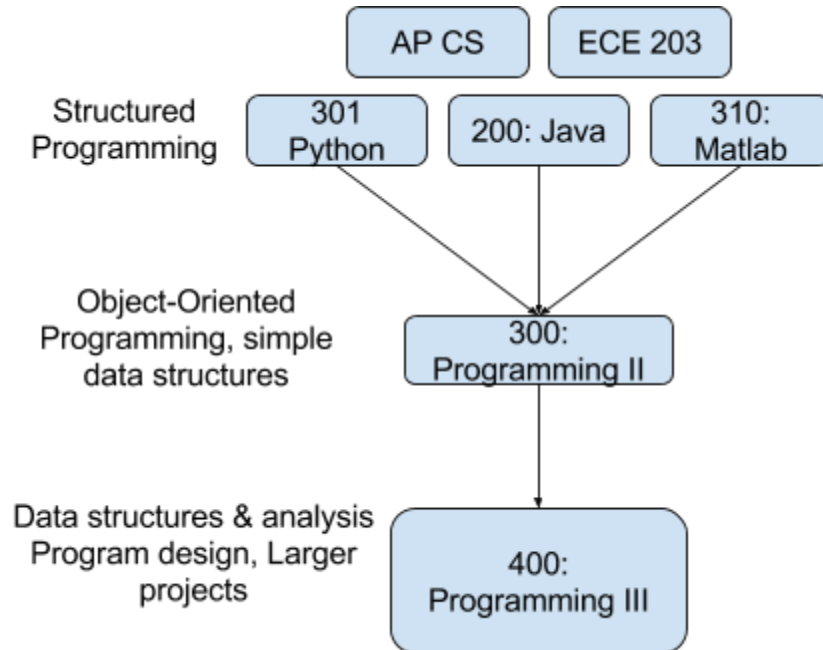 AP CS
ECE 203
Structured
Programming
301
Python
200: Java
310:
Matlab
Object-Oriented
Programming, simple
data structures
300:
Programming II
Data structures & analysis
Program design, Larger
projects
400:
Programming III